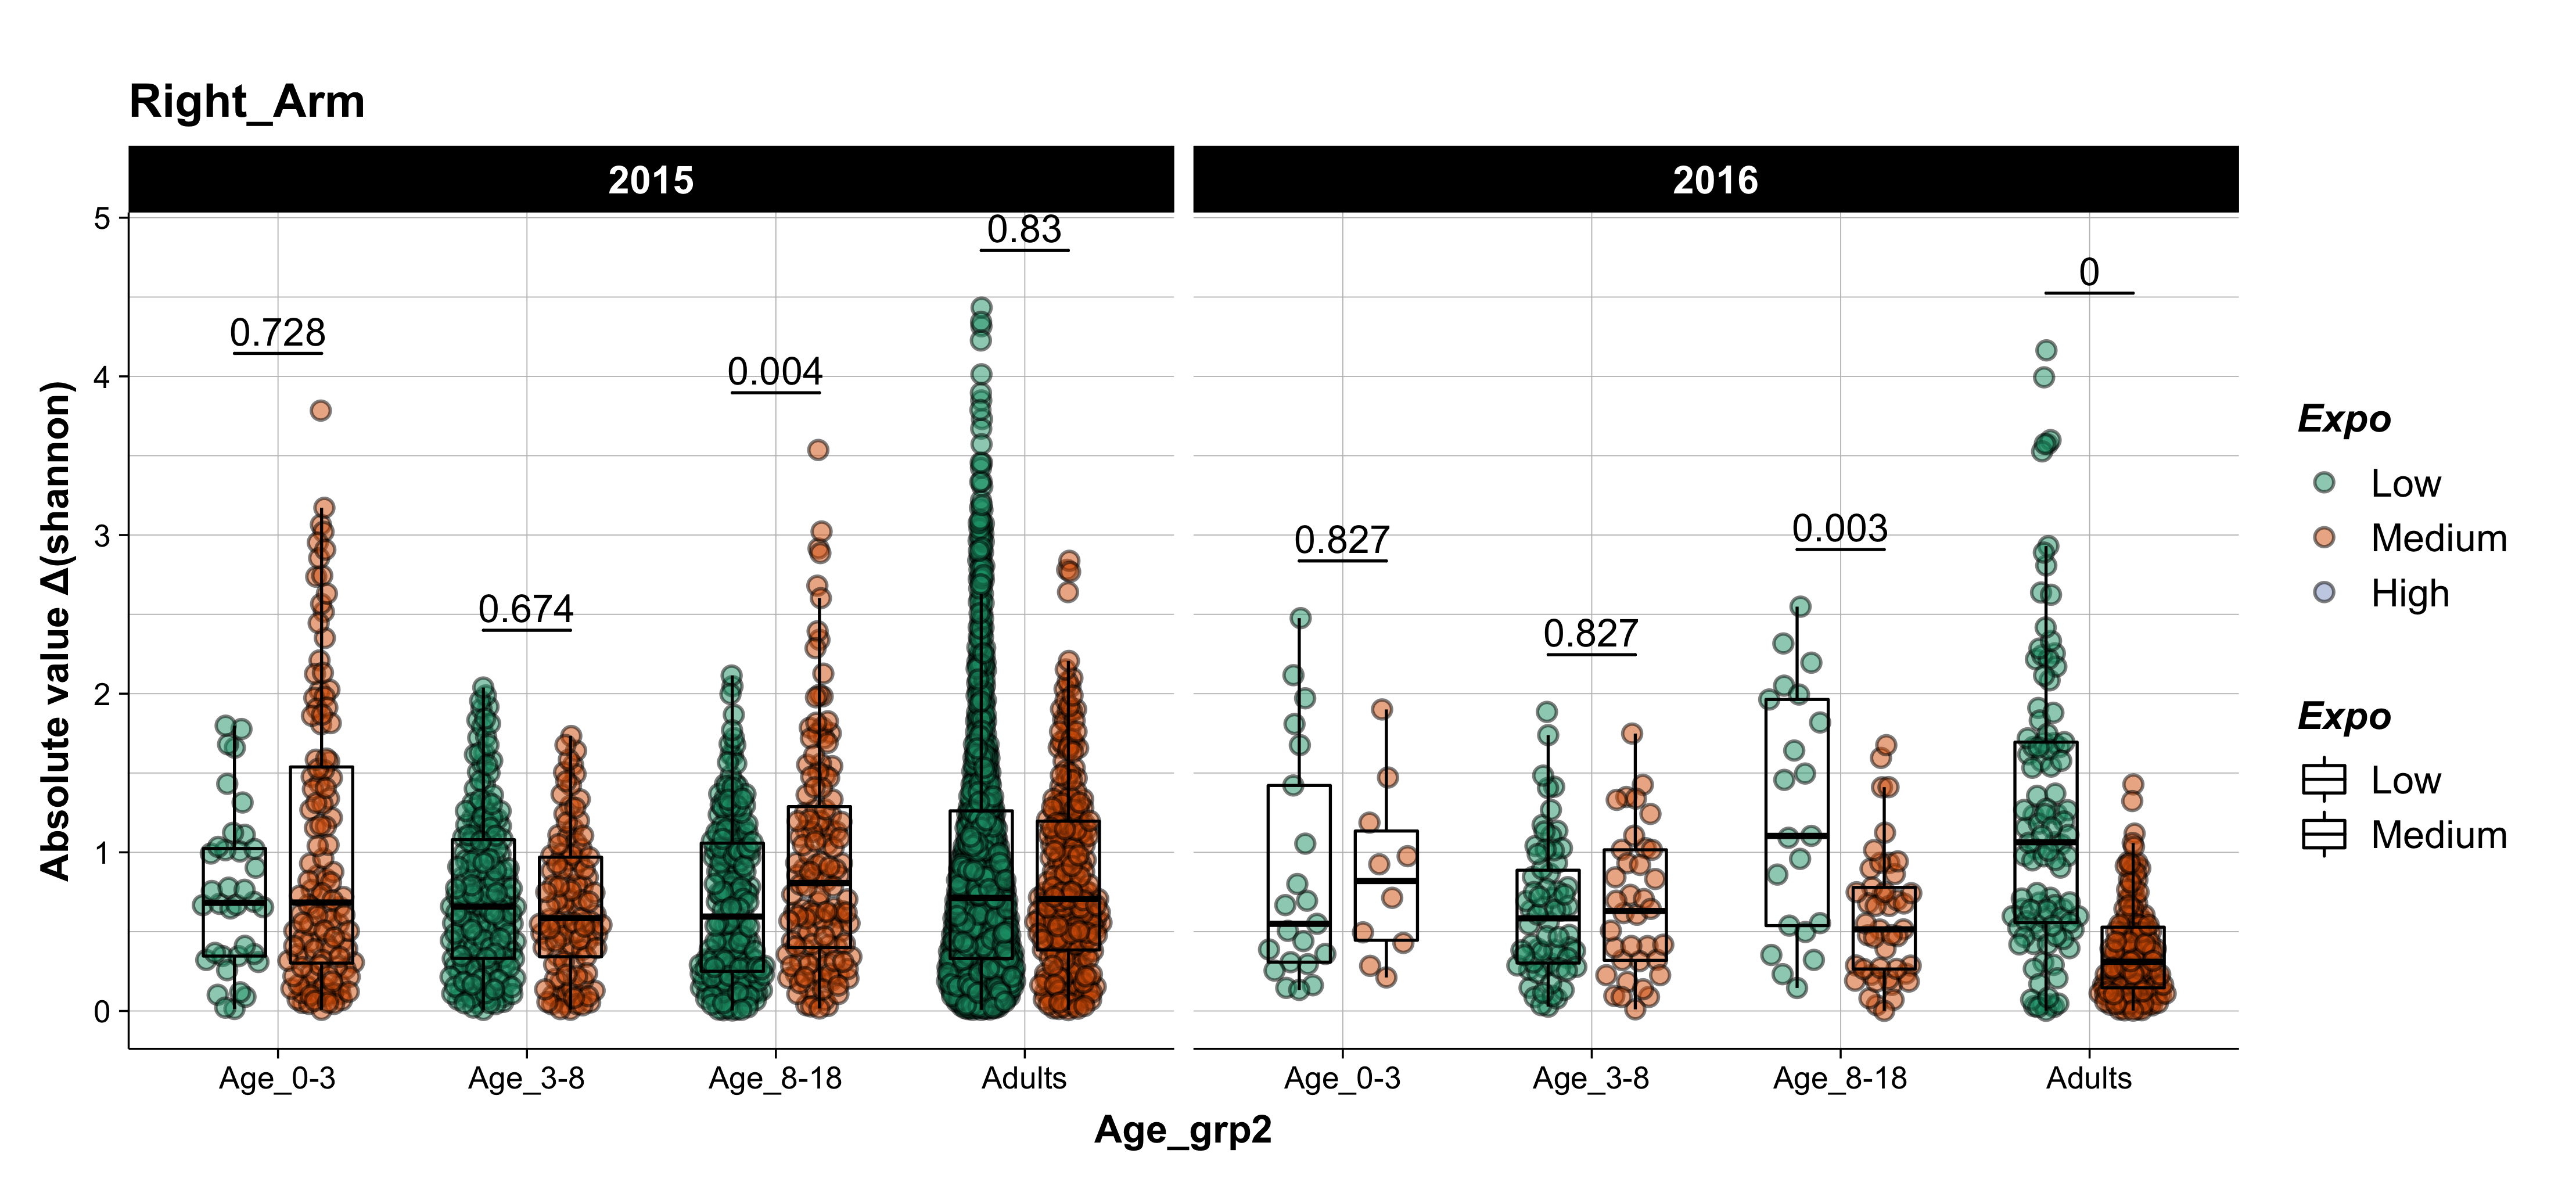 Right_Arm
2015
2016
Absolute value Δ(shannon)
5
4
3
2
1
0
0.728
0.674
0.004
0.83
0.827
0.827
0.003
0
Age_0-3
Age_3-8
Age_8-18
Adults
Age_0-3
Age_3-8
Age_8-18
Adults
Age_grp2
Expo
Low
Medium
High
Expo
Low
Medium